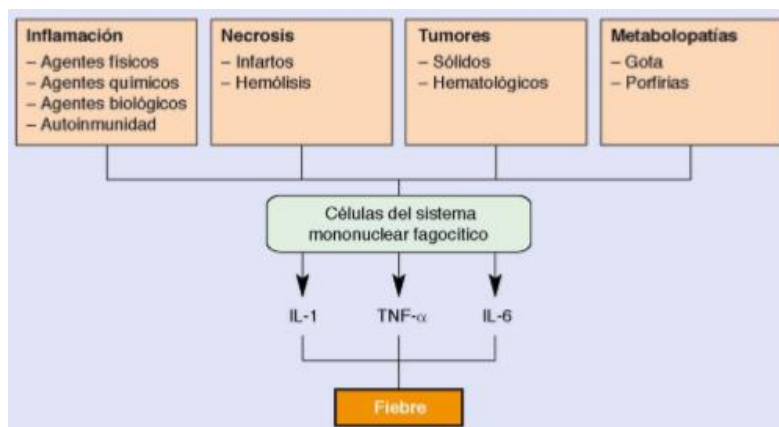 Inflamación
– Agentes físicos
– Agentes químicos
– Agentes biológicos
– Autoinmunidad
Necrosis
– Infartos
– Hemólisis
Tumores
– Sólidos
– Hematológicos
Metabolopatías
– Gota
– Porfirias
Células del sistema
mononuclear fagocítico
IL-1
TNF-α
IL-6
Fiebre